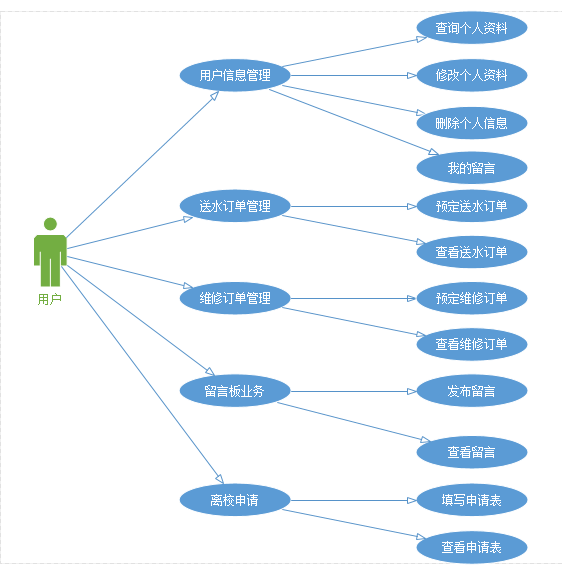 查询个人资料
用户信息管理
修改个人资料
删除个人信息
我的留言
送水订单管理
预定送水订单
查看送水订单
用户
维修订单管理
预定维修订单
查看维修订单
留言板业务
发布留言
查看留言
离校申请
填写申请表
查看申请表